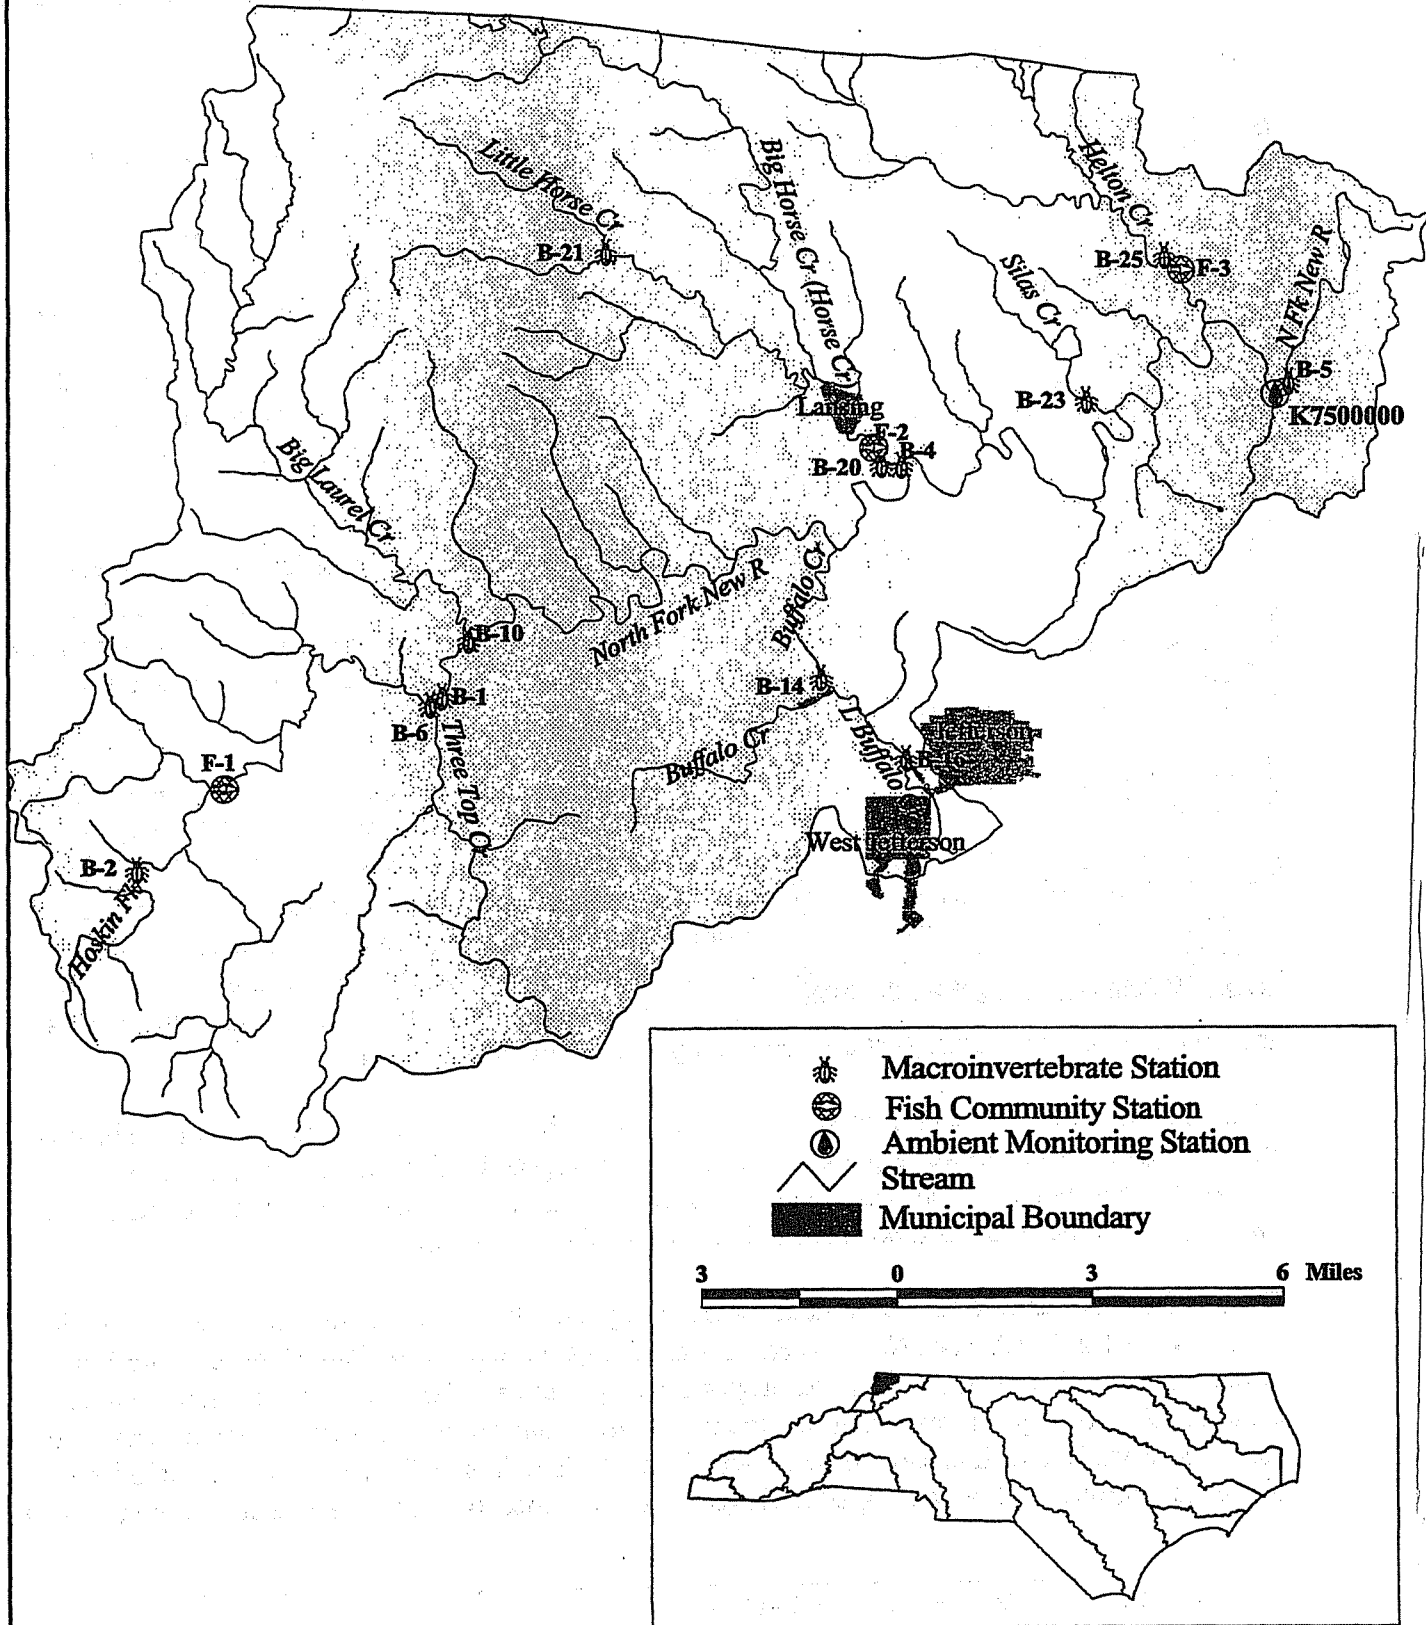 Little Horse Cr
Big Horse Cr (Horse Cr)
Helton Cr
B-21
B-25
F-3
Silas Cr
N Fk New R
B-5
K7500000
B-23
Lansing
F-2
B-4
B-20
Big Laurel Cr
North Fork New R
Buffalo Cr
B-10
B-14
B-1
B-6
Three Top Cr
L Buffalo
Jefferson
Buffalo Cr
F-1
West Jefferson
B-2
Hoskin F
Macroinvertebrate Station
Fish Community Station
Ambient Monitoring Station
Stream
Municipal Boundary
3 0 3 6 Miles